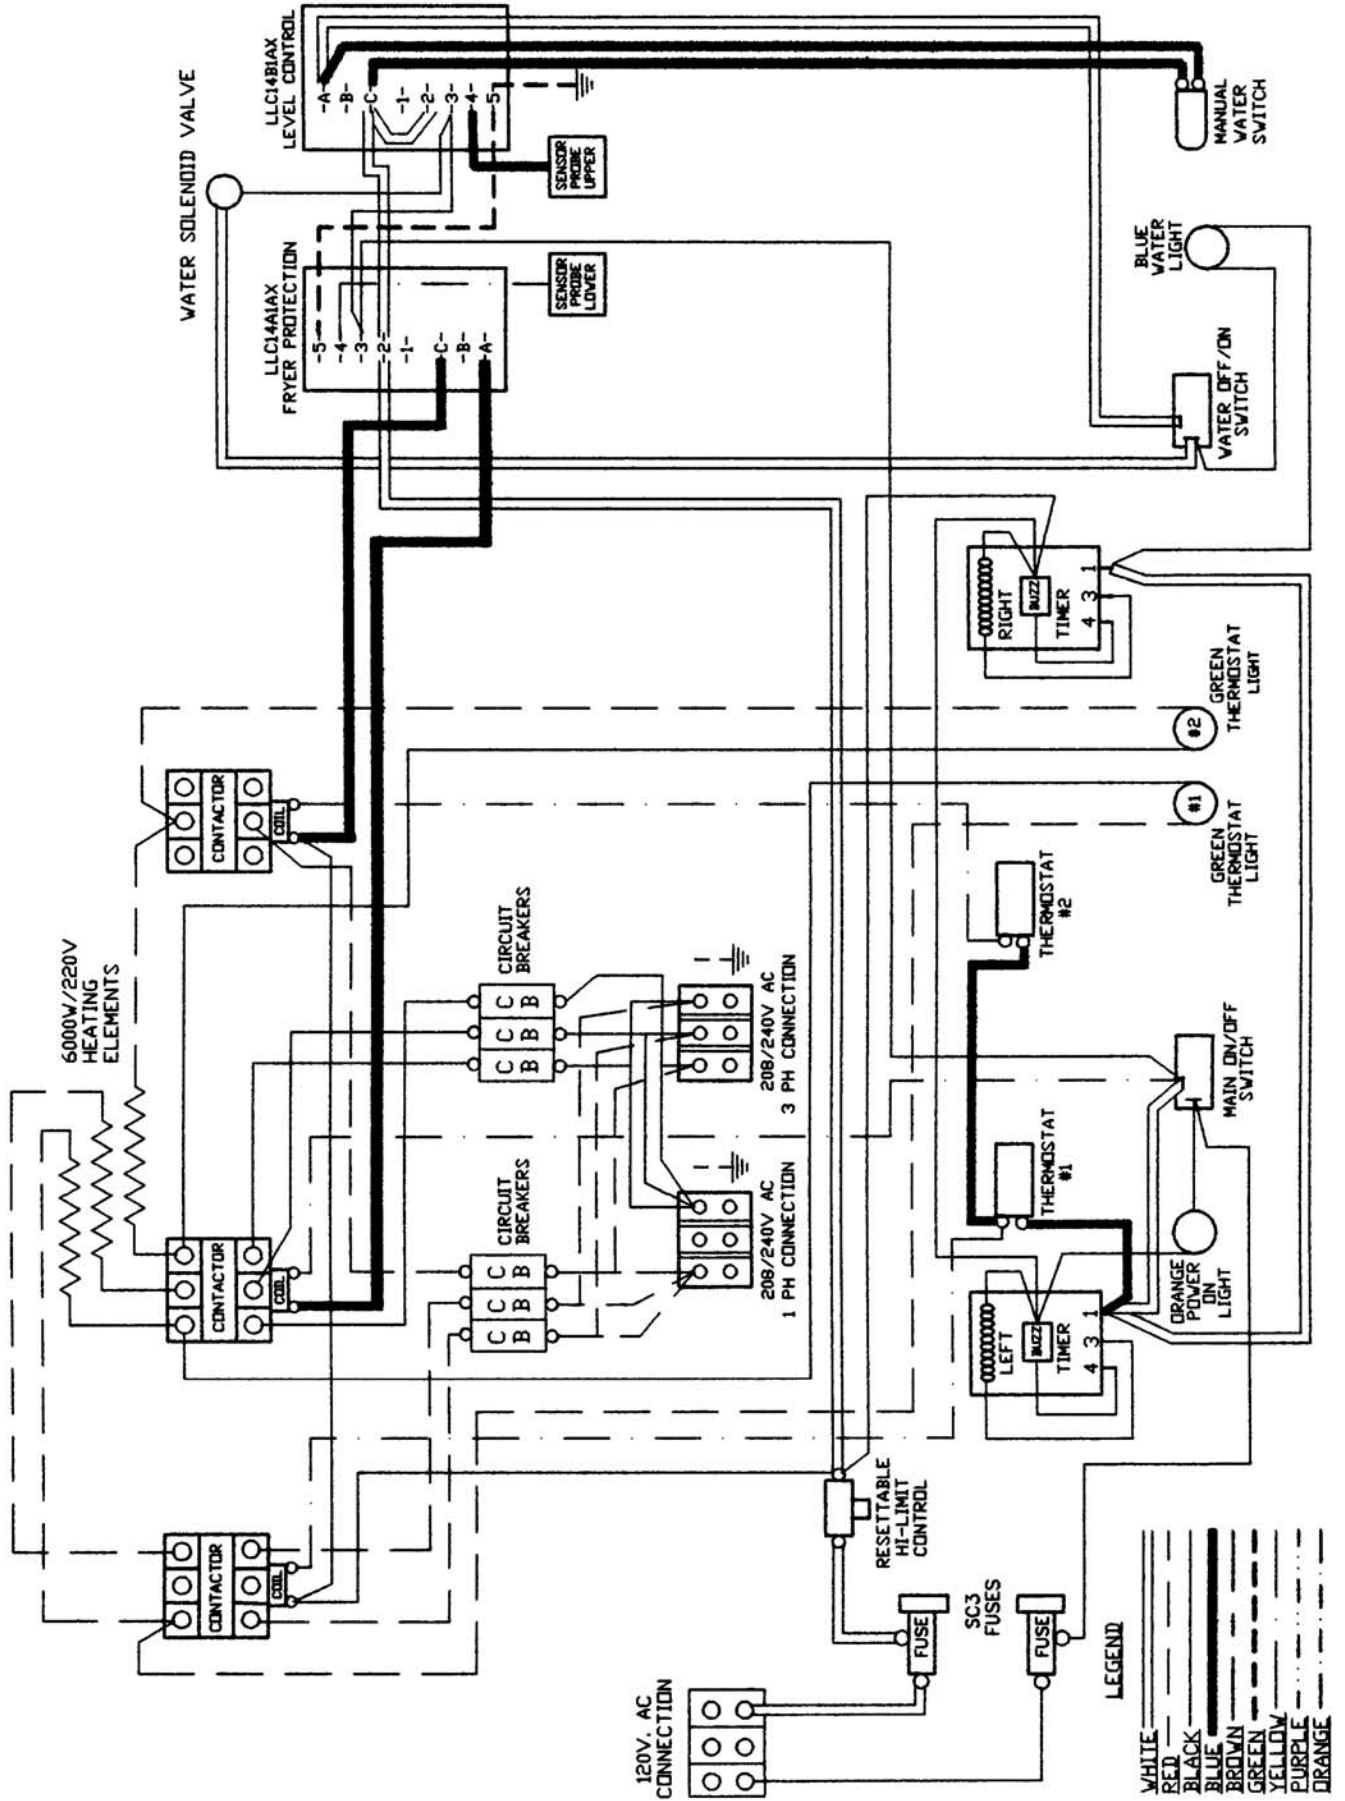 WATER SOLENOID VALVE
LLC14B1AX
LEVEL CONTROL
-A-
-B-
-C-
-1-
-2-
-3-
-4-
-5-
SENSOR
PROBE
UPPER
MANUAL
WATER
SWITCH
LLC14A1AX
FRYER PROTECTION
-5-
-4-
-3-
-2-
-1-
-C-
-B-
-A-
SENSOR
PROBE
LOWER
BLUE
WATER
LIGHT
WATER OFF/ON
SWITCH
RIGHT
BUZZ
TIMER
4 3 1
#2
GREEN
THERMOSTAT
LIGHT
#1
GREEN
THERMOSTAT
LIGHT
CONTACTOR
COIL
6000W/220V
HEATING
ELEMENTS
CIRCUIT
BREAKERS
C B
C B
C B
208/240V AC
3 PH CONNECTION
THERMOSTAT
#2
MAIN ON/OFF
SWITCH
CONTACTOR
COIL
CIRCUIT
BREAKERS
C B
C B
C B
208/240V AC
1 PH CONNECTION
THERMOSTAT
#1
ORANGE
POWER
ON
LIGHT
LEFT
BUZZ
TIMER
4 3 1
CONTACTOR
COIL
RESETTABLE
HI-LIMIT
CONTROL
FUSE
SC3
FUSES
FUSE
120V. AC
CONNECTION
LEGEND
WHITE
RED
BLACK
BLUE
BROWN
GREEN
YELLOW
PURPLE
ORANGE